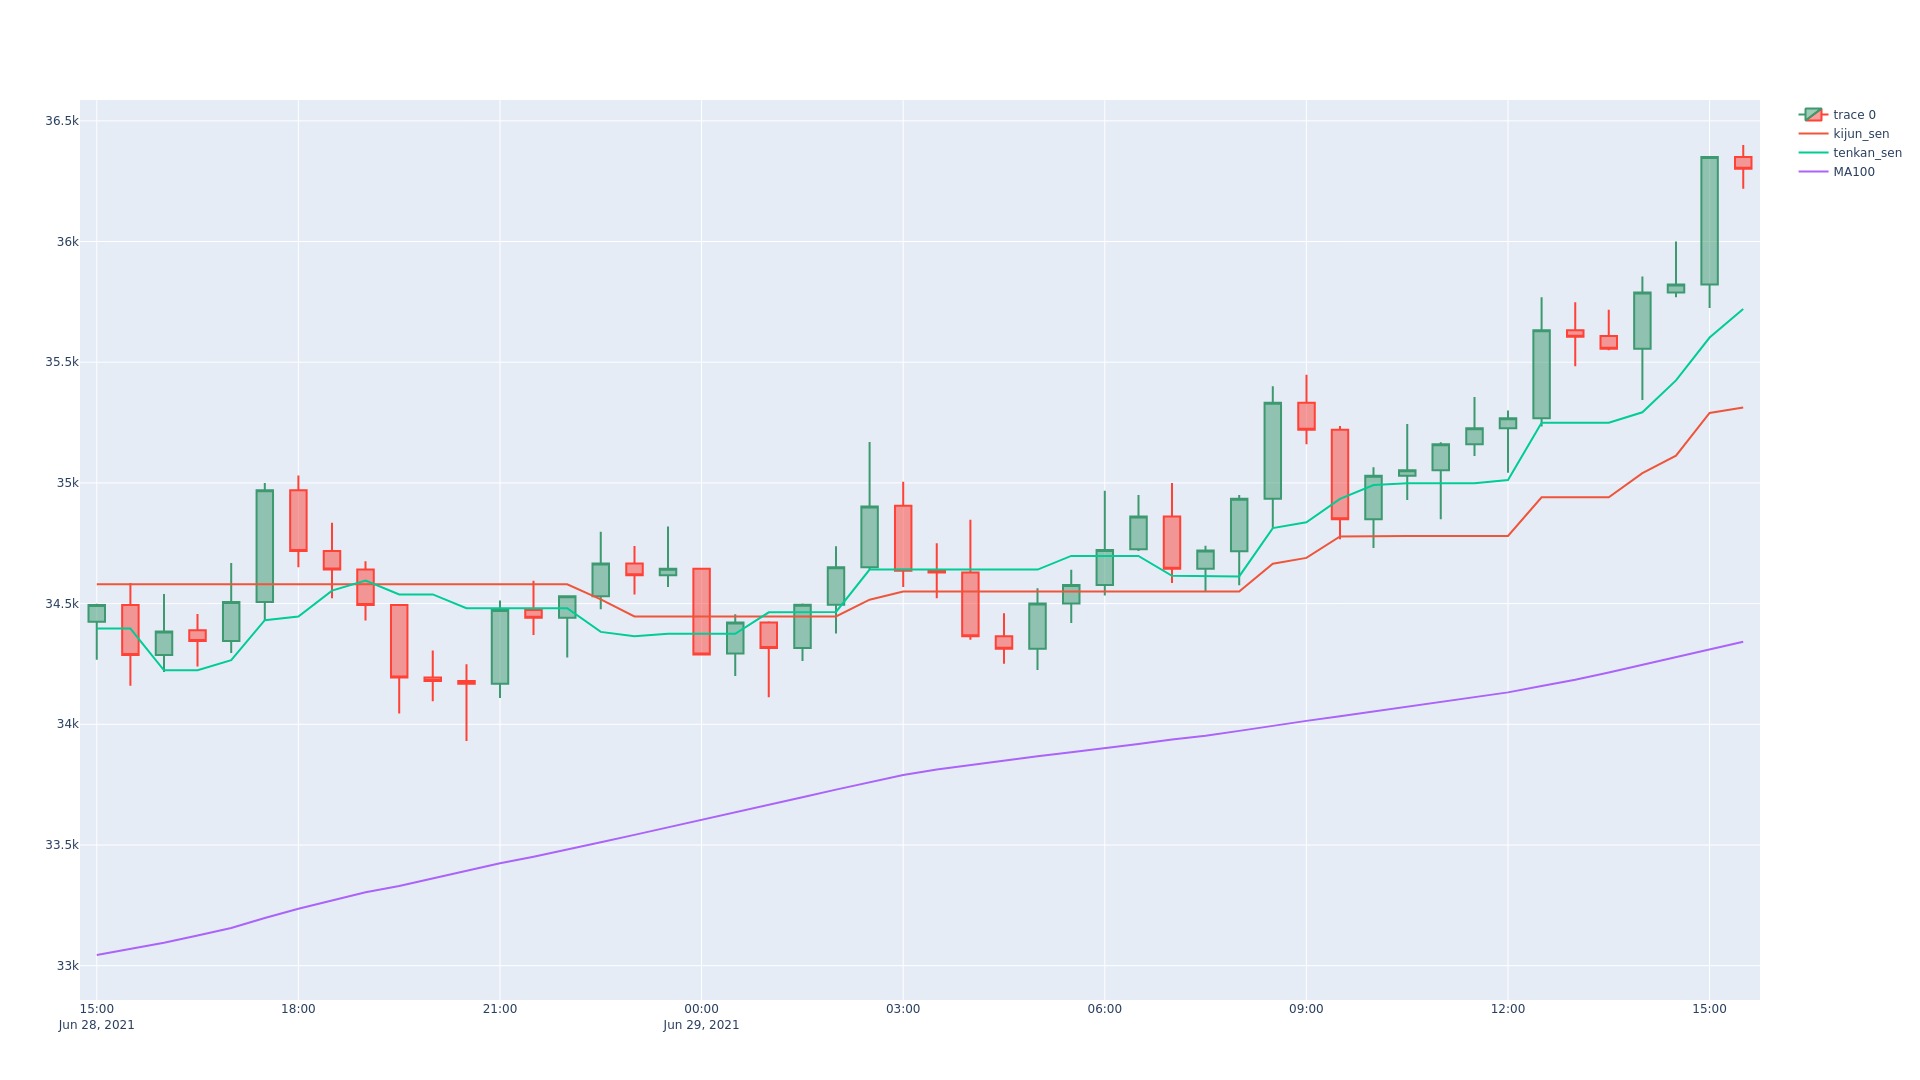 36.5k
36k
35.5k
35k
34.5k
34k
33.5k
33k
15:00 18:00 21:00 00:00 03:00 06:00 09:00 12:00 15:00
Jun 28, 2021 Jun 29, 2021
trace 0
kijun_sen
tenkan_sen
MA100